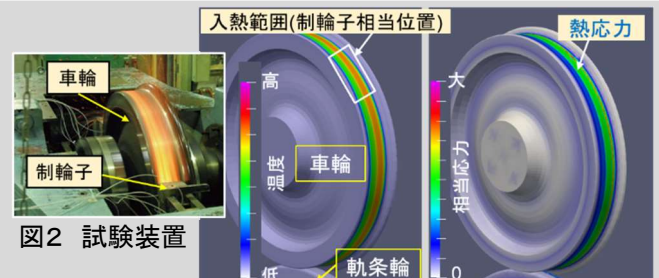 入熱範囲(制輪子相当位置)
熱応力
車輪
制輪子
図2 試験装置
高
温度
低
車輪
軌条輪
大
相当応力
0